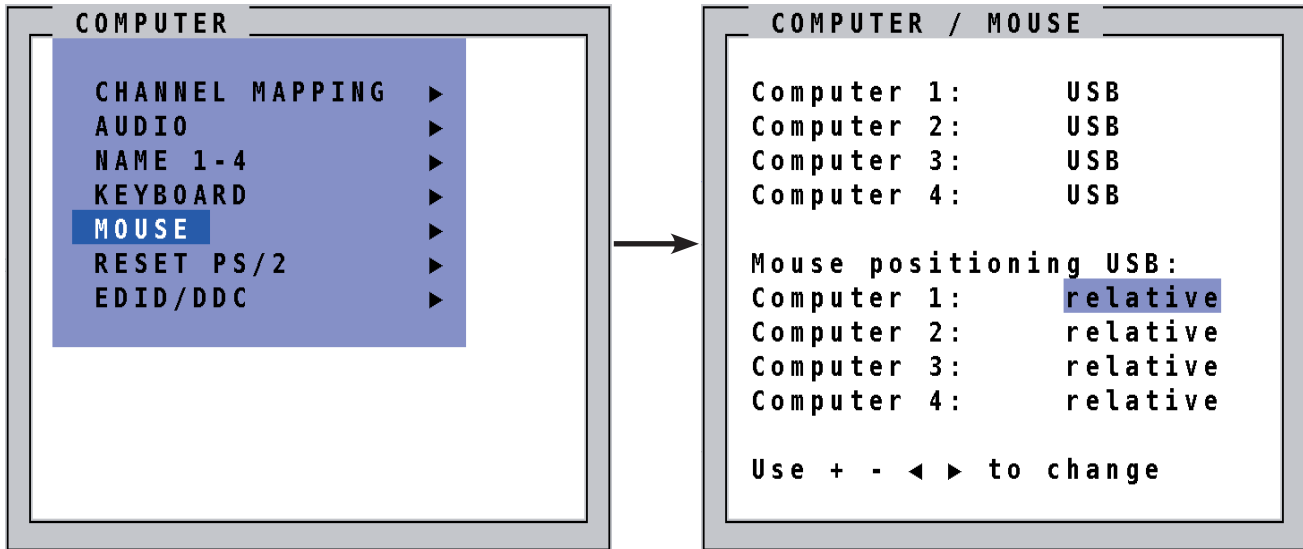 COMPUTER
CHANNEL MAPPING ▶
AUDIO ▶
NAME 1-4 ▶
KEYBOARD ▶
MOUSE ▶
RESET PS/2 ▶
EDID/DDC ▶
COMPUTER / MOUSE
Computer 1: USB
Computer 2: USB
Computer 3: USB
Computer 4: USB
Mouse positioning USB:
Computer 1: relative
Computer 2: relative
Computer 3: relative
Computer 4: relative
Use + - ◀ ▶ to change